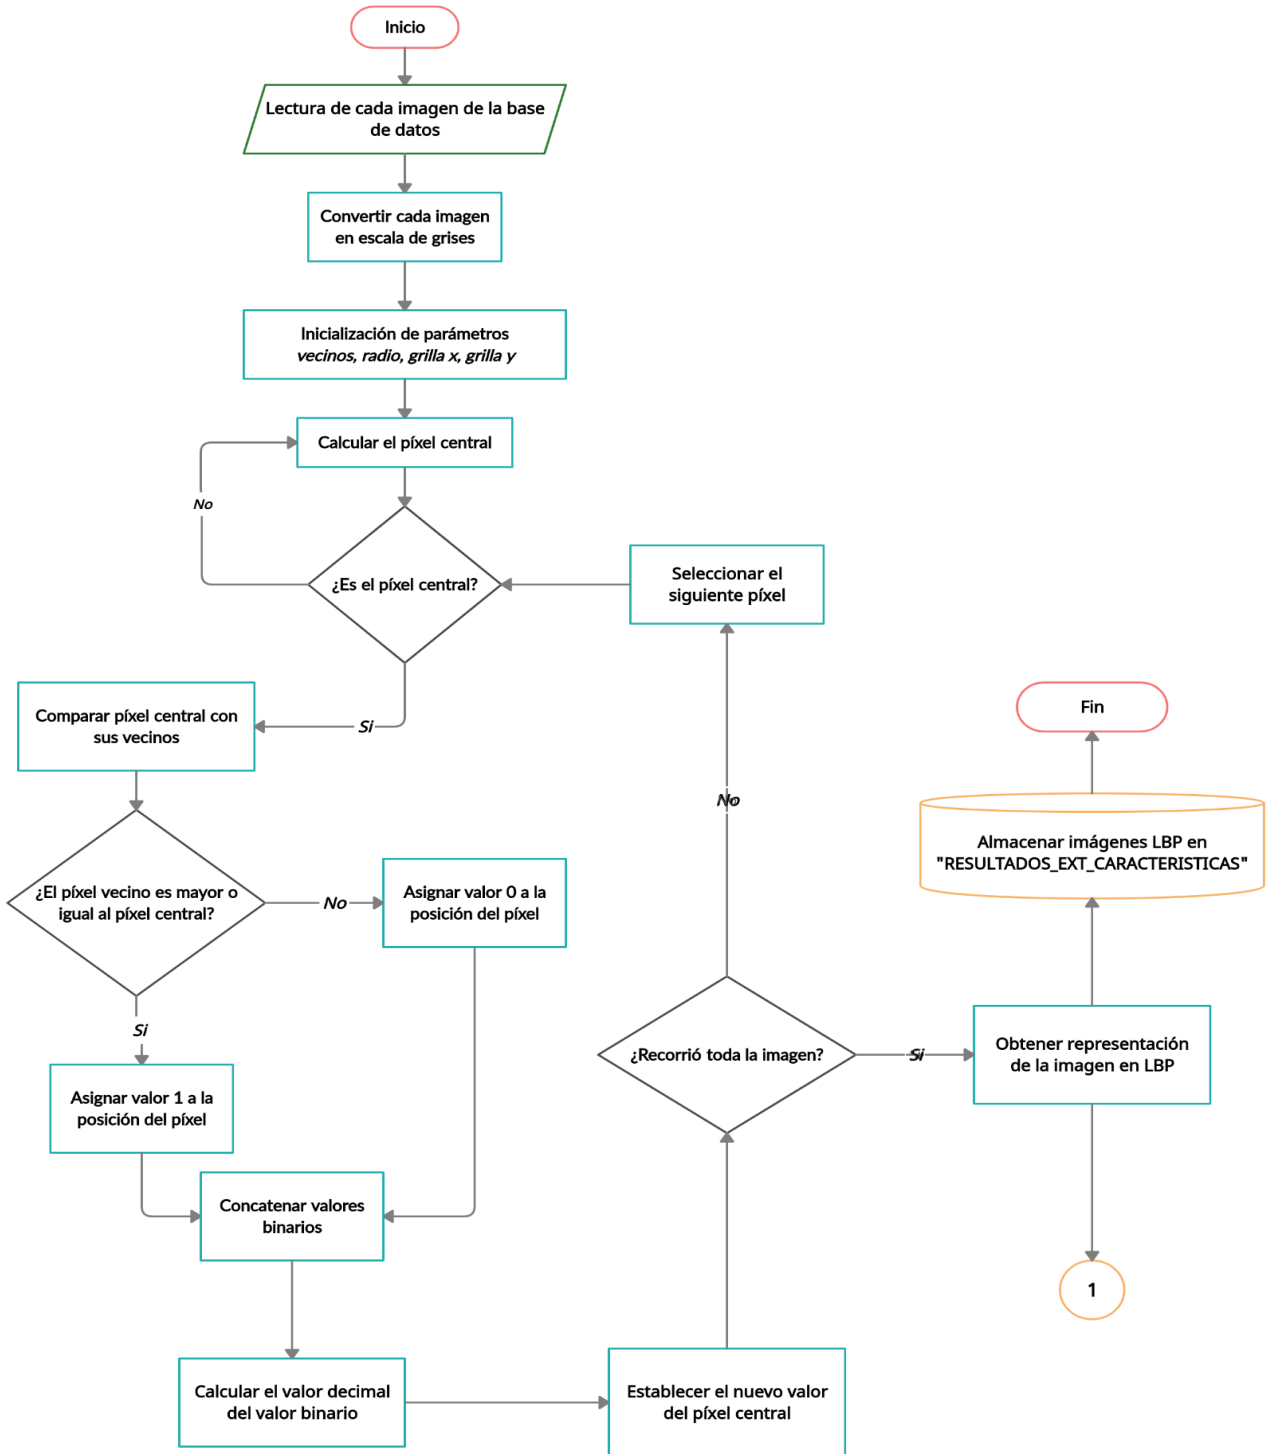 Inicio
Lectura de cada imagen de la base
de datos
Convertir cada imagen
en escala de grises
Inicialización de parámetros
vecinos, radio, grilla x, grilla y
Calcular el píxel central
No
¿Es el píxel central?
Seleccionar el
siguiente píxel
Si
Comparar píxel central con
sus vecinos
¿El píxel vecino es mayor o
igual al píxel central?
No
Asignar valor 0 a la
posición del píxel
Si
Asignar valor 1 a la
posición del píxel
Concatenar valores
binarios
Calcular el valor decimal
del valor binario
Establecer el nuevo valor
del píxel central
¿Recorrió toda la imagen?
No
Si
Obtener representación
de la imagen en LBP
Almacenar imágenes LBP en
"RESULTADOS_EXT_CARACTERISTICAS"
Fin
1